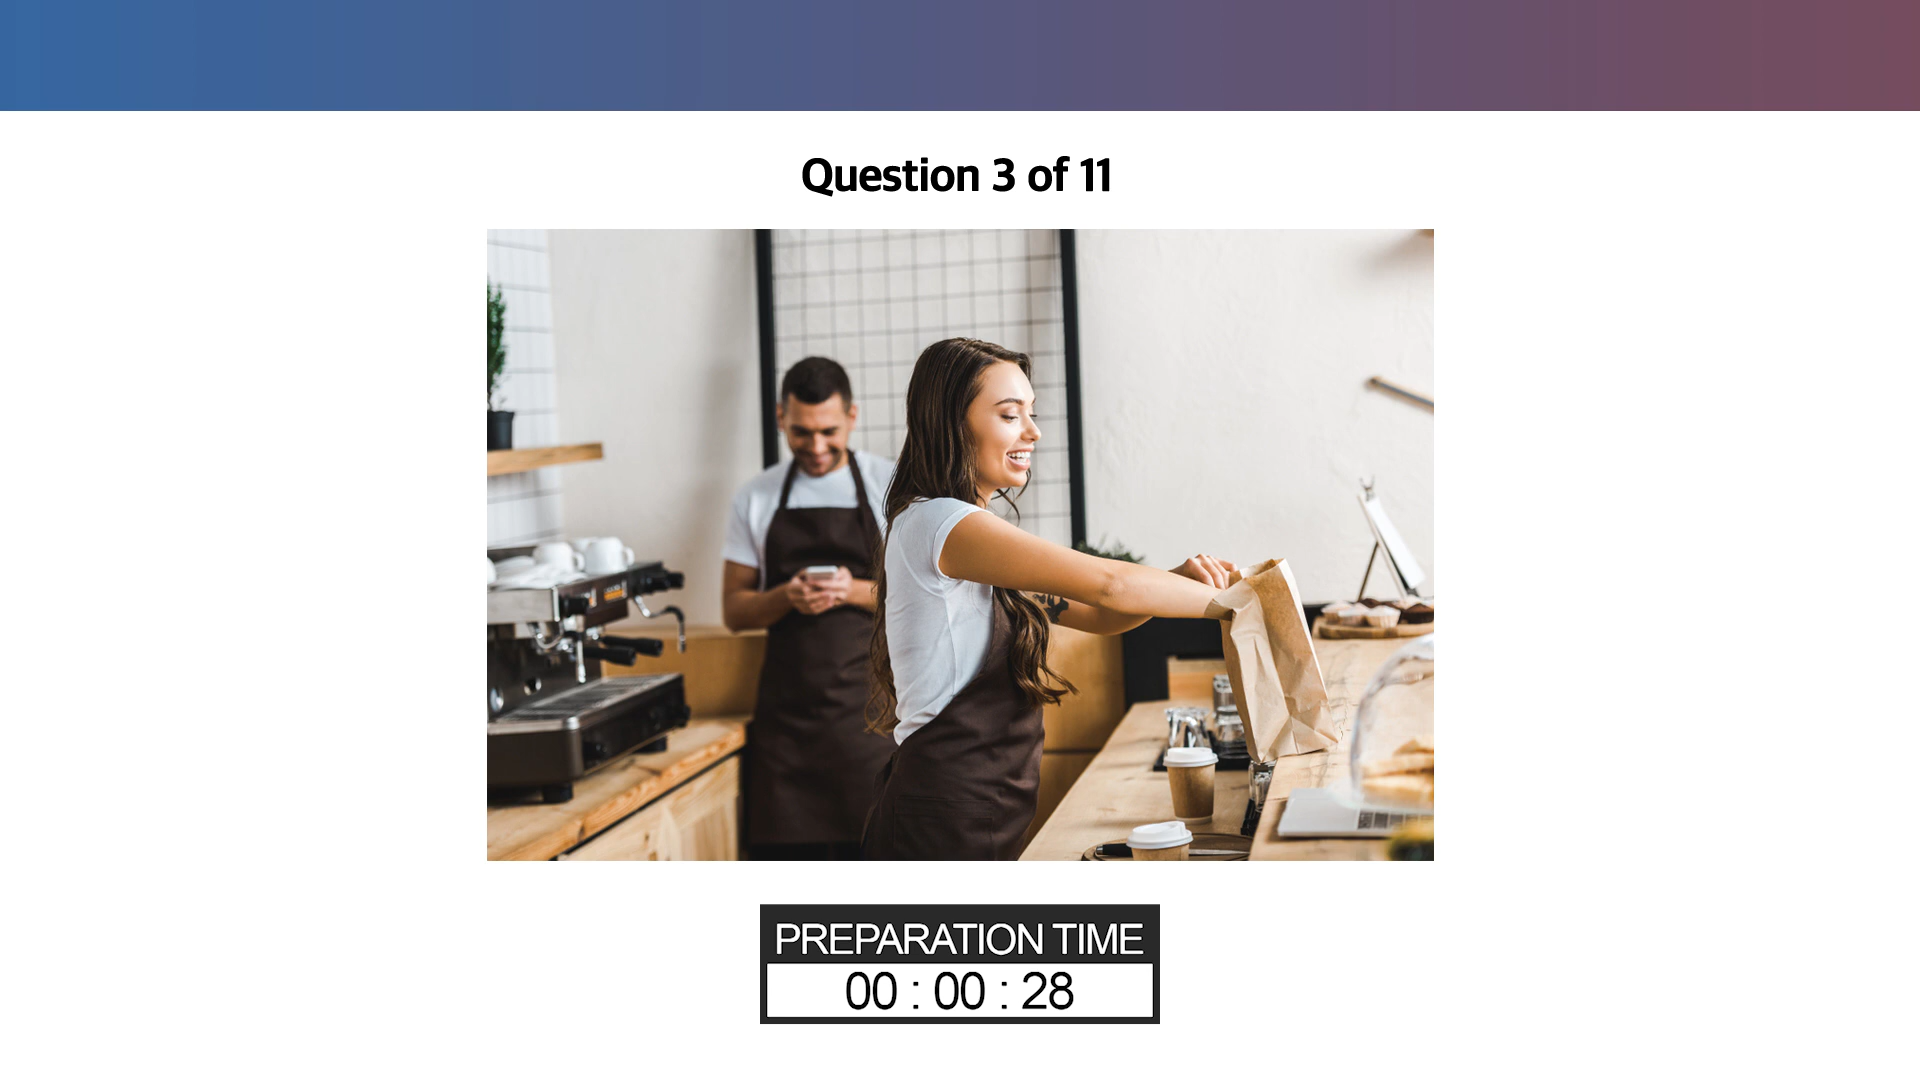 Question 3 of 11
PREPARATION TIME
00 : 00 : 28